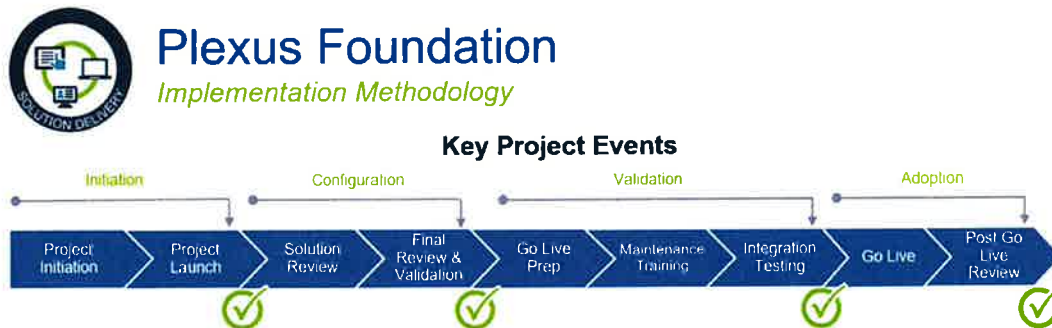 SOLUTION DELIVERY
Plexus Foundation
Implementation Methodology
Key Project Events
Initiation
Configuration
Validation
Adoption
Project
Initiation
Project
Launch
Solution
Review
Final
Review &
Validation
Go Live
Prep
Maintenance
Training
Integration
Testing
Go Live
Post Go
Live
Review